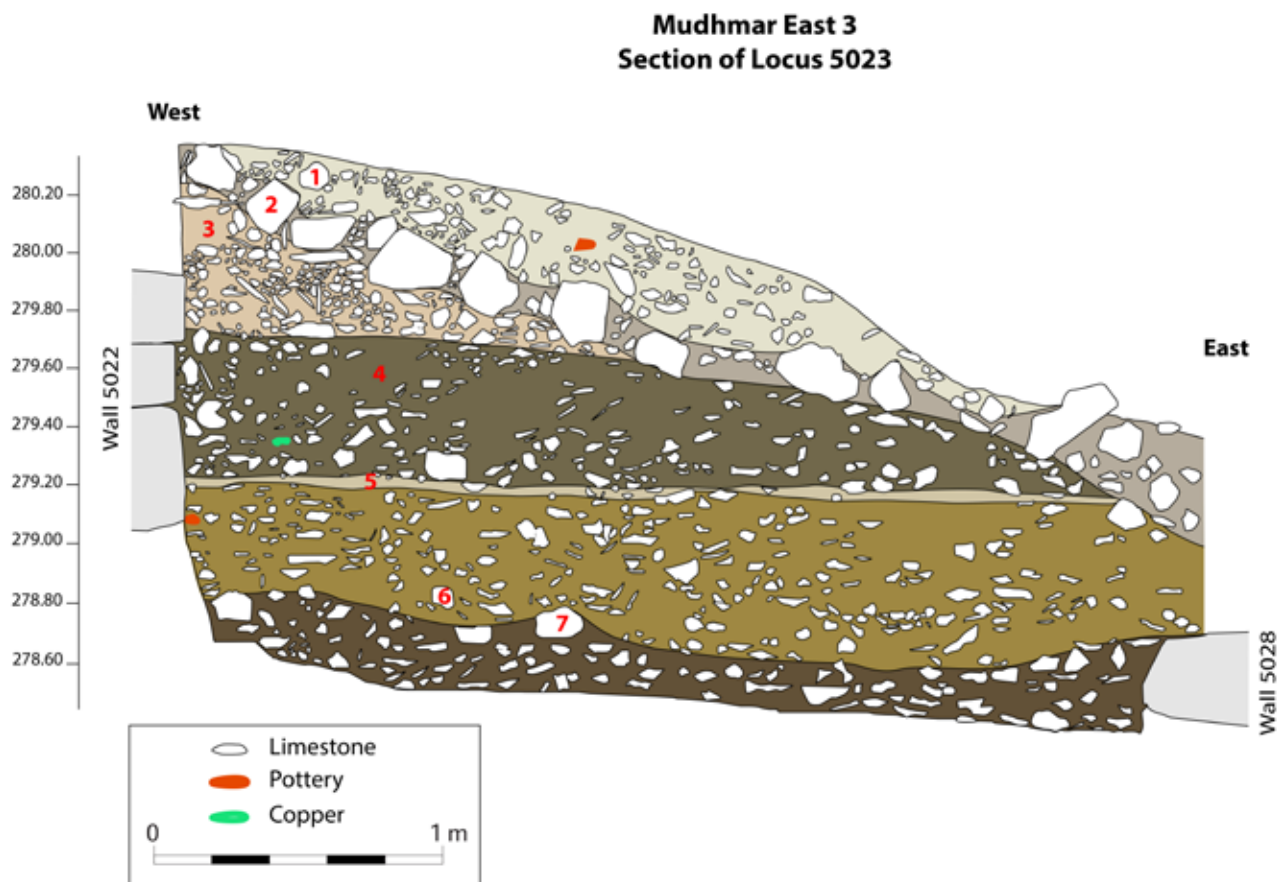 Mudhmar East 3
Section of Locus 5023
West
East
280.20
280.00
279.80
279.60
279.40
279.20
279.00
278.80
278.60
Wall 5022
Wall 5028
1
2
3
4
5
6
7
Limestone
Pottery
Copper
0 1 m